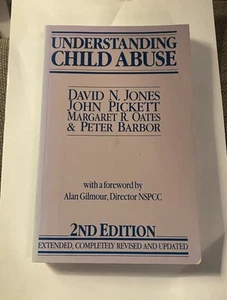 UNDERSTANDING
CHILD ABUSE
DAVID N. JONES
JOHN PICKETT
MARGARET R. OATES
& PETER BARBOR
with a foreword by
Alan Gilmour, Director NSPCC
2ND EDITION
EXTENDED, COMPLETELY REVISED AND UPDATED